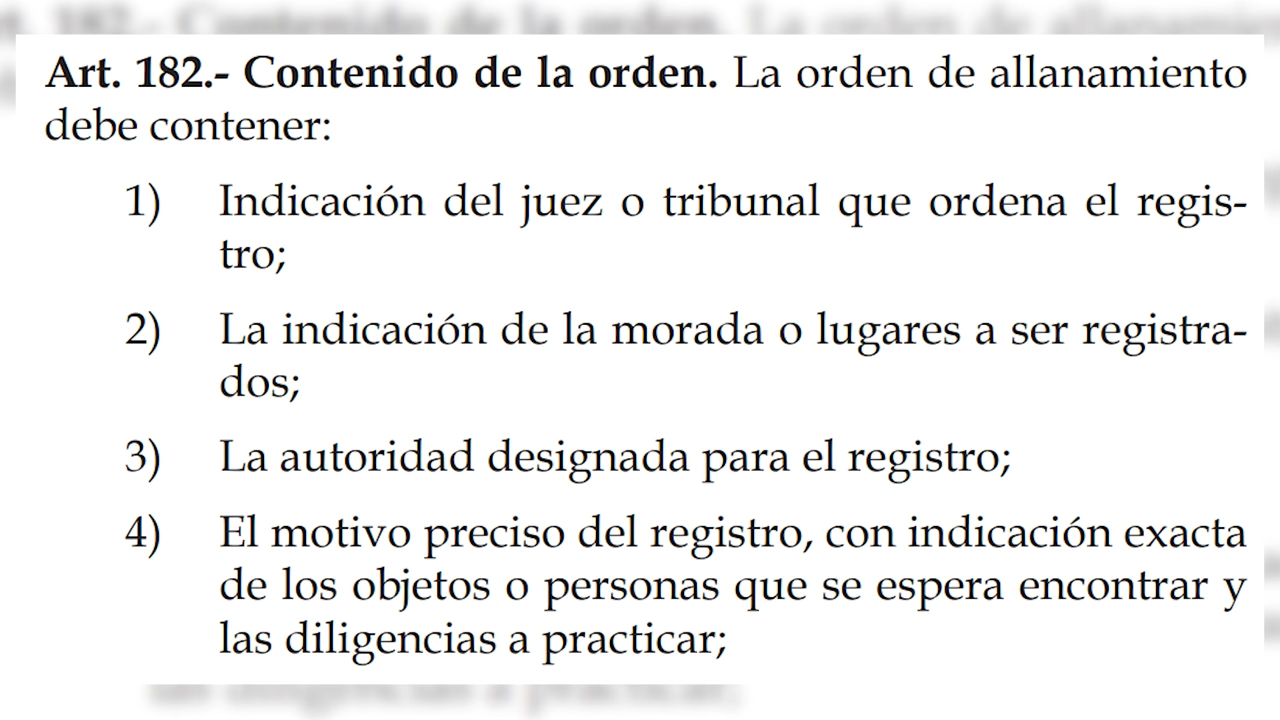 Art. 182.- Contenido de la orden. La orden de allanamiento
debe contener:
1) Indicación del juez o tribunal que ordena el regis-
tro;
2) La indicación de la morada o lugares a ser registra-
dos;
3) La autoridad designada para el registro;
4) El motivo preciso del registro, con indicación exacta
de los objetos o personas que se espera encontrar y
las diligencias a practicar;